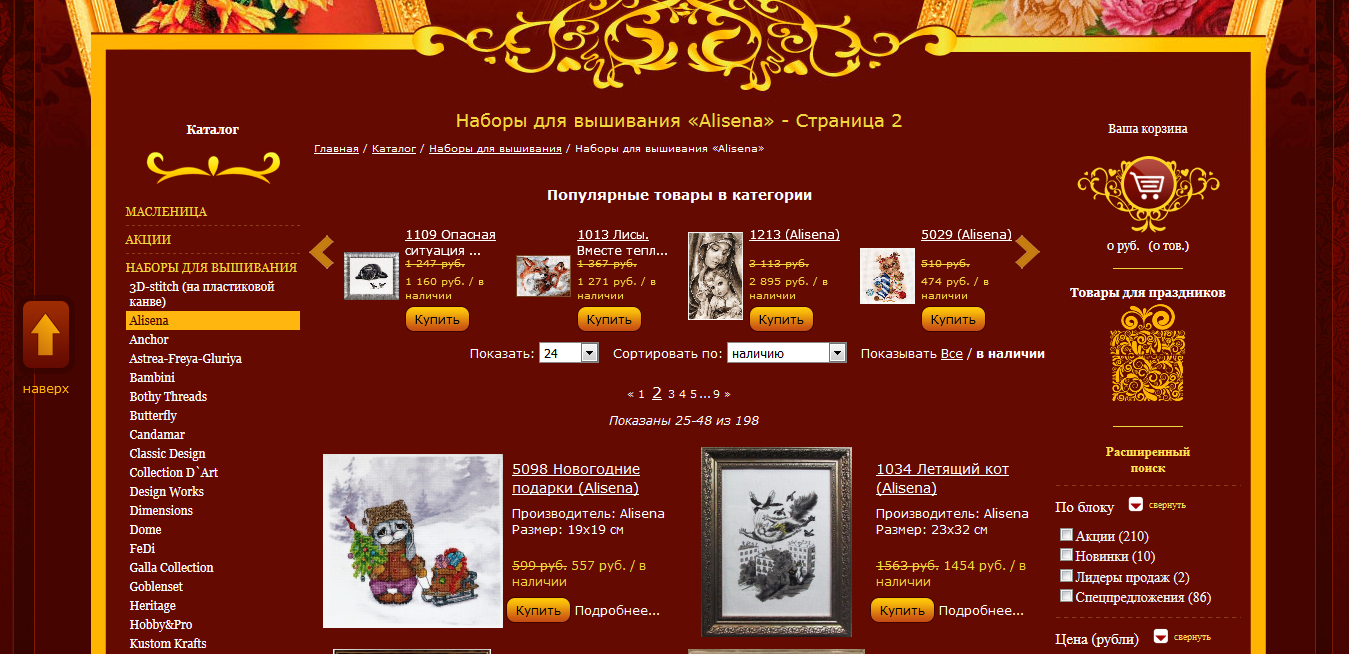 Каталог
МАСЛЕНИЦА
АКЦИИ
НАБОРЫ ДЛЯ ВЫШИВАНИЯ
3D-stitch (на пластиковой
канве)
Alisena
Anchor
Astrea-Freya-Gluriya
Bambini
Bothy Threads
Butterfly
Candamar
Classic Design
Collection D`Art
Design Works
Dimensions
Dome
FeDi
Galla Collection
Goblenset
Heritage
Hobby&Pro
Kustom Krafts
наверх
Наборы для вышивания «Alisena» - Страница 2
Главная / Каталог / Наборы для вышивания / Наборы для вышивания «Alisena»
Популярные товары в категории
1109 Опасная
ситуация ...
1 247 руб.
1 160 руб. / в
наличии
Купить
1013 Лисы.
Вместе тепл...
1 367 руб.
1 271 руб. / в
наличии
Купить
1213 (Alisena)
3 113 руб.
2 895 руб. / в
наличии
Купить
5029 (Alisena)
510 руб.
474 руб. / в
наличии
Купить
Показать: 24 Сортировать по: наличию Показывать Все / в наличии
« 1 2 3 4 5 ... 9 »
Показаны 25-48 из 198
5098 Новогодние
подарки (Alisena)
Производитель: Alisena
Размер: 19x19 см
599 руб. 557 руб. / в
наличии
Купить Подробнее...
1034 Летящий кот
(Alisena)
Производитель: Alisena
Размер: 23x32 см
1563 руб. 1454 руб. / в
наличии
Купить Подробнее...
Ваша корзина
0 руб. (0 тов.)
Товары для праздников
Расширенный
поиск
По блоку свернуть
Акции (210)
Новинки (10)
Лидеры продаж (2)
Спецпредложения (86)
Цена (рубли) свернуть